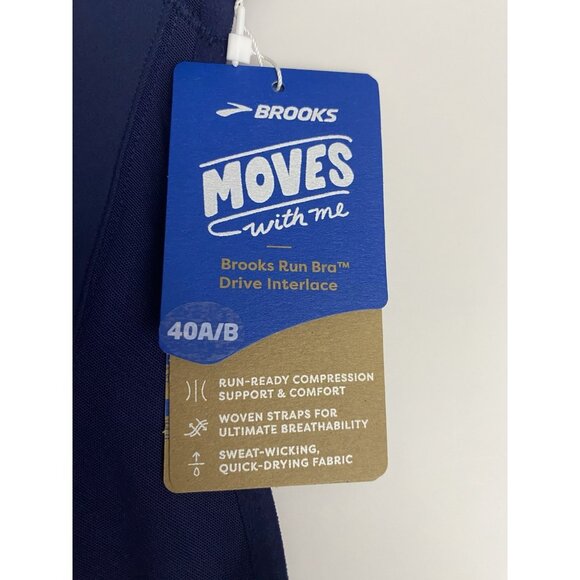 BROOKS
MOVES
with me
Brooks Run Bra™
Drive Interlace
40A/B
RUN-READY COMPRESSION
SUPPORT & COMFORT
WOVEN STRAPS FOR
ULTIMATE BREATHABILITY
SWEAT-WICKING,
QUICK-DRYING FABRIC